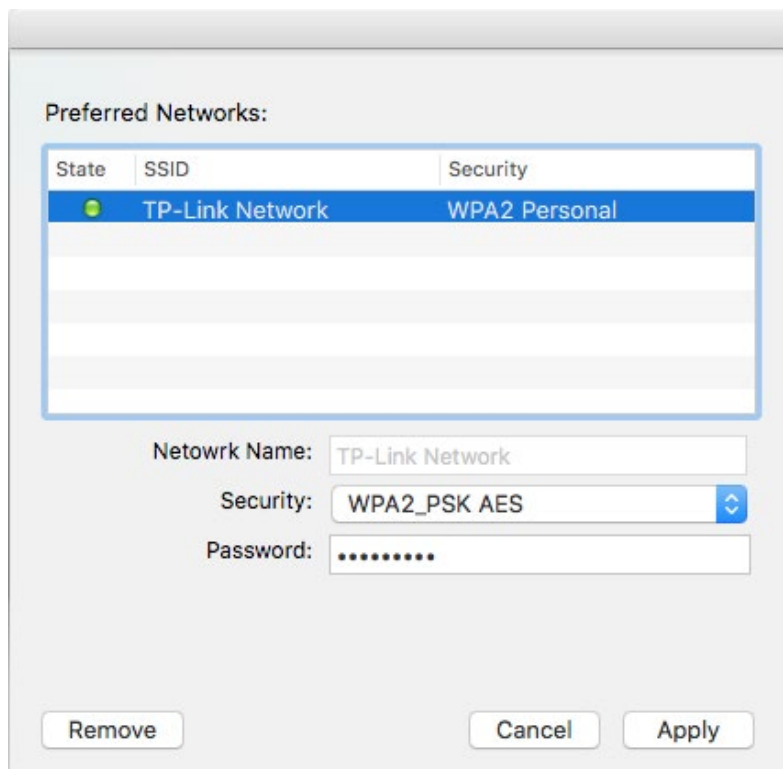 Preferred Networks:
State SSID Security
TP-Link Network WPA2 Personal
Netowrk Name: TP-Link Network
Security: WPA2_PSK AES
Password: •••••••••
Remove Cancel Apply